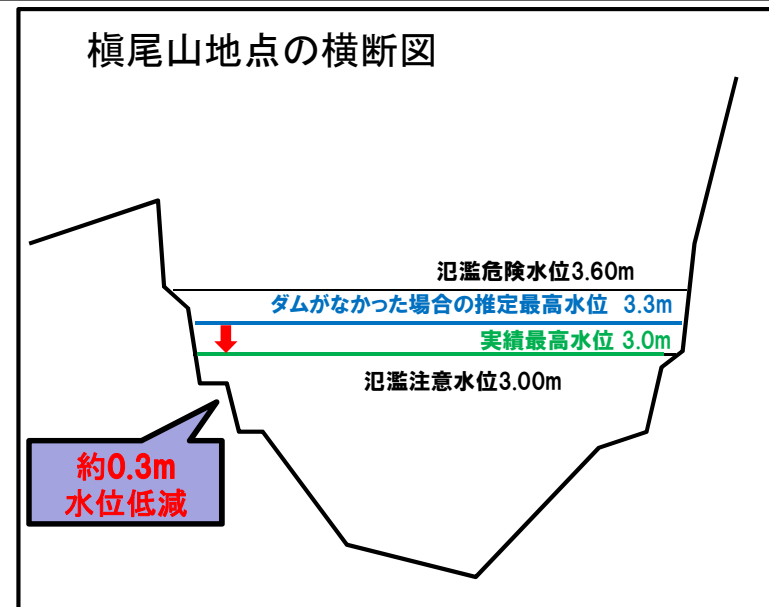 槇尾山地点の横断図
氾濫危険水位3.60m
ダムがなかった場合の推定最高水位 3.3m
実績最高水位 3.0m
氾濫注意水位3.00m
約0.3m
水位低減